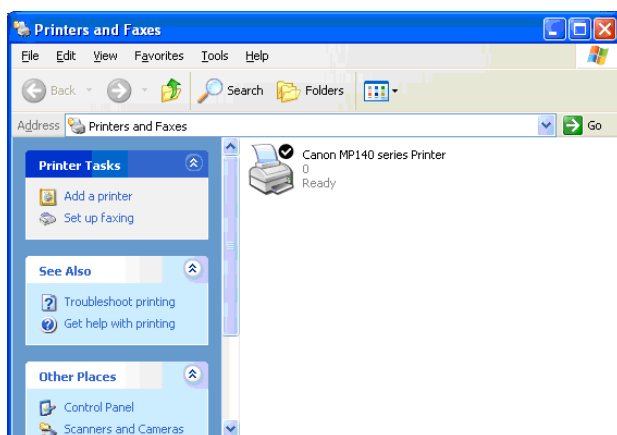 Printers and Faxes
File Edit View Favorites Tools Help
Back Search Folders
Address Printers and Faxes Go
Printer Tasks
Add a printer
Set up faxing
See Also
Troubleshoot printing
Get help with printing
Other Places
Control Panel
Scanners and Cameras
Canon MP140 series Printer
0
Ready